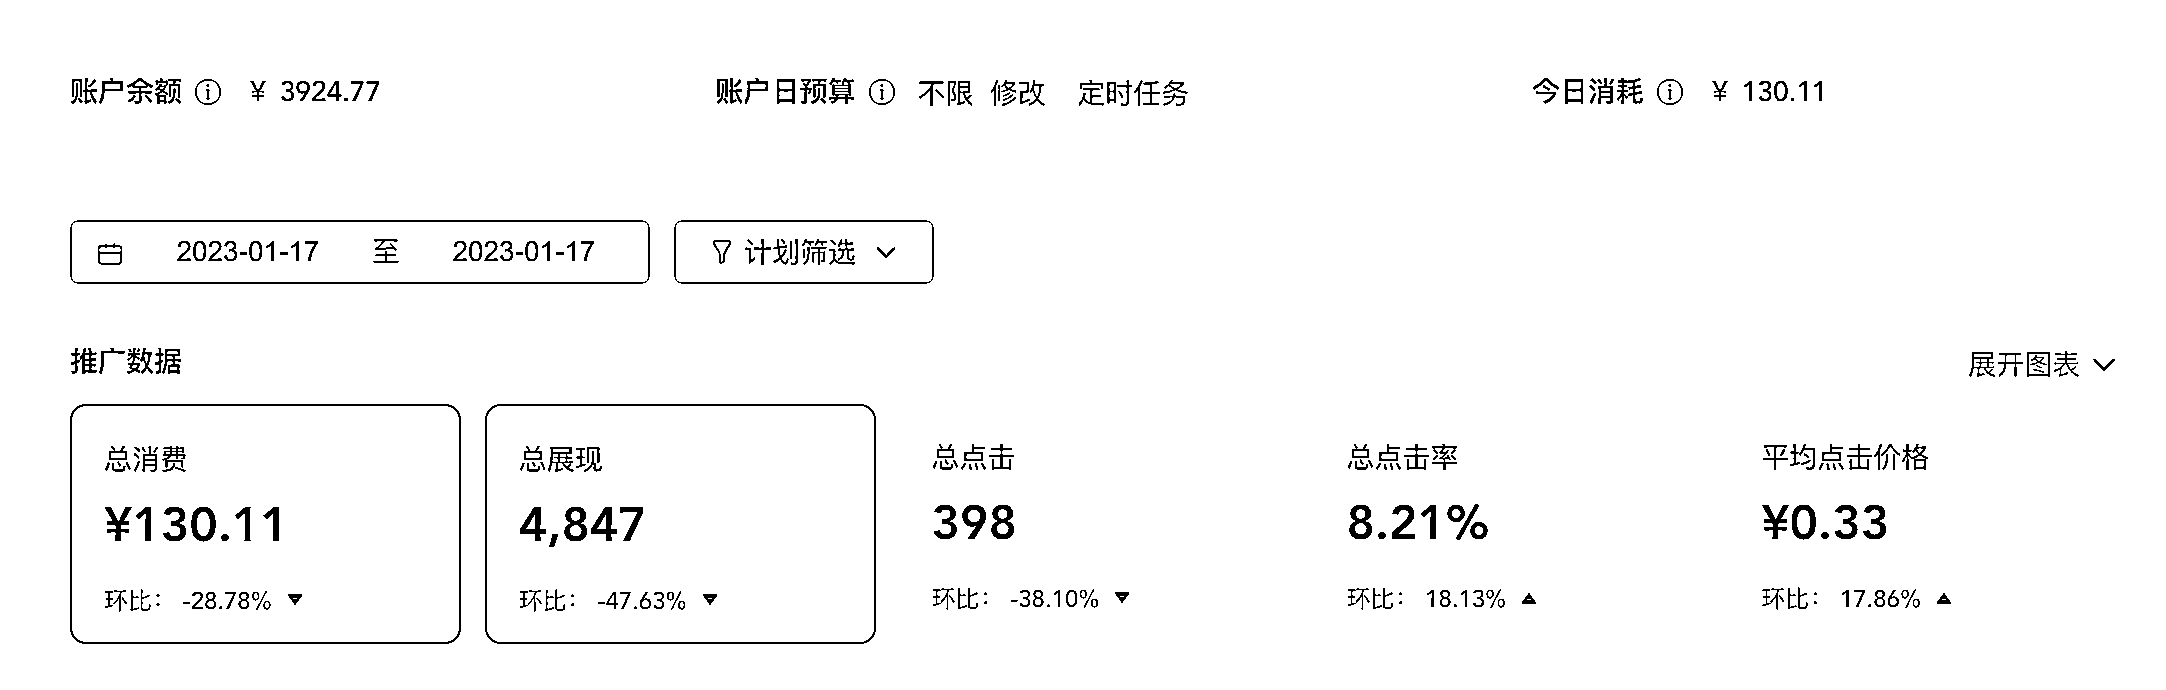 账户余额 ¥ 3924.77 账户日预算 不限 修改 定时任务 今日消耗 ¥ 130.11
2023-01-17 至 2023-01-17 计划筛选
推广数据 展开图表
总消费 总展现 总点击 总点击率 平均点击价格
¥130.11 4,847 398 8.21% ¥0.33
环比： -28.78% 环比： -47.63% 环比： -38.10% 环比： 18.13% 环比： 17.86%